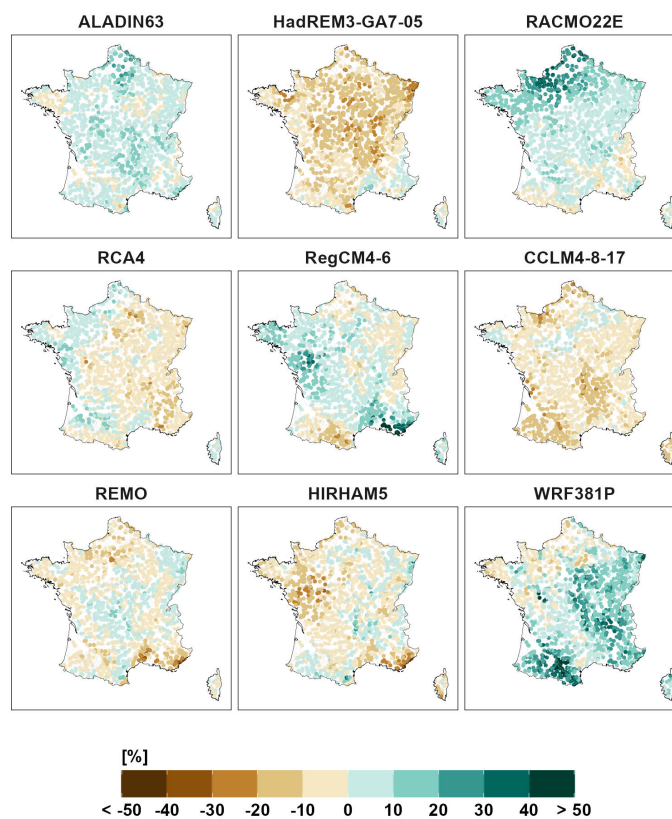 ALADIN63 HadREM3-GA7-05 RACMO22E
RCA4 RegCM4-6 CCLM4-8-17
REMO HIRHAM5 WRF381P
[%]
< -50 -40 -30 -20 -10 0 10 20 30 40 > 50